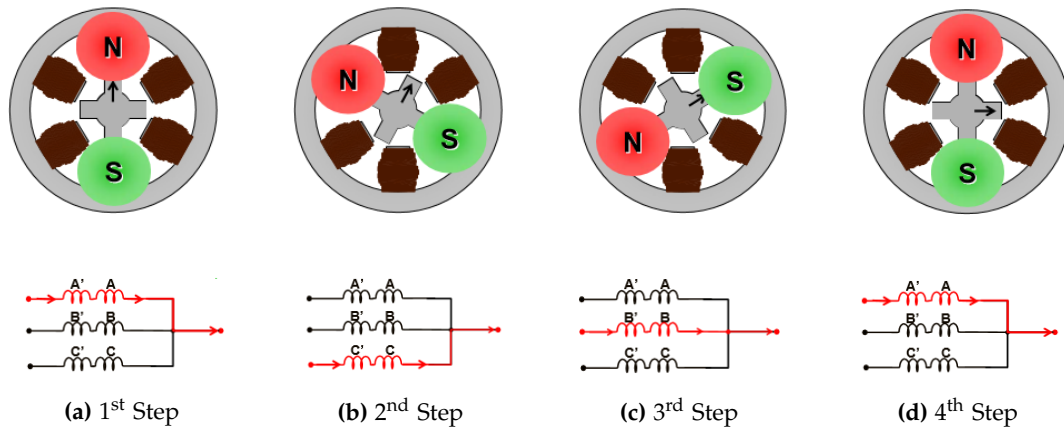 N
S
N
S
S
N
N
S
A' A
B' B
C' C
(a) 1st Step
A' A
B' B
C' C
(b) 2nd Step
A' A
B' B
C' C
(c) 3rd Step
A' A
B' B
C' C
(d) 4th Step